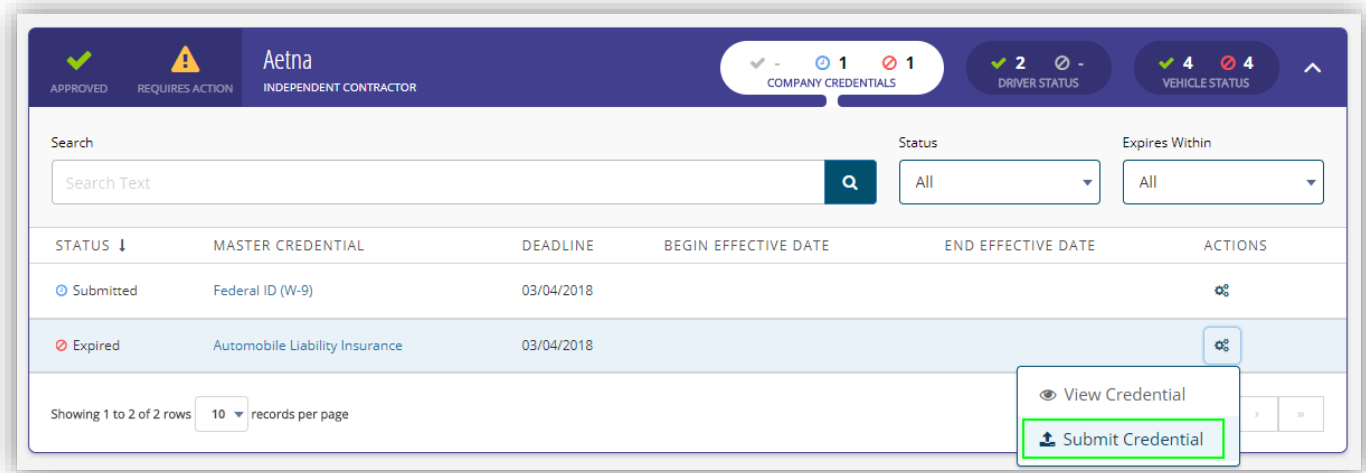 Aetna
APPROVED REQUIRES ACTION INDEPENDENT CONTRACTOR
- 1 1
COMPANY CREDENTIALS
2 -
DRIVER STATUS
4 4
VEHICLE STATUS
Search Status Expires Within
Search Text All All
STATUS ↓ MASTER CREDENTIAL DEADLINE BEGIN EFFECTIVE DATE END EFFECTIVE DATE ACTIONS
Submitted Federal ID (W-9) 03/04/2018
Expired Automobile Liability Insurance 03/04/2018
View Credential
Showing 1 to 2 of 2 rows 10 records per page › »
Submit Credential